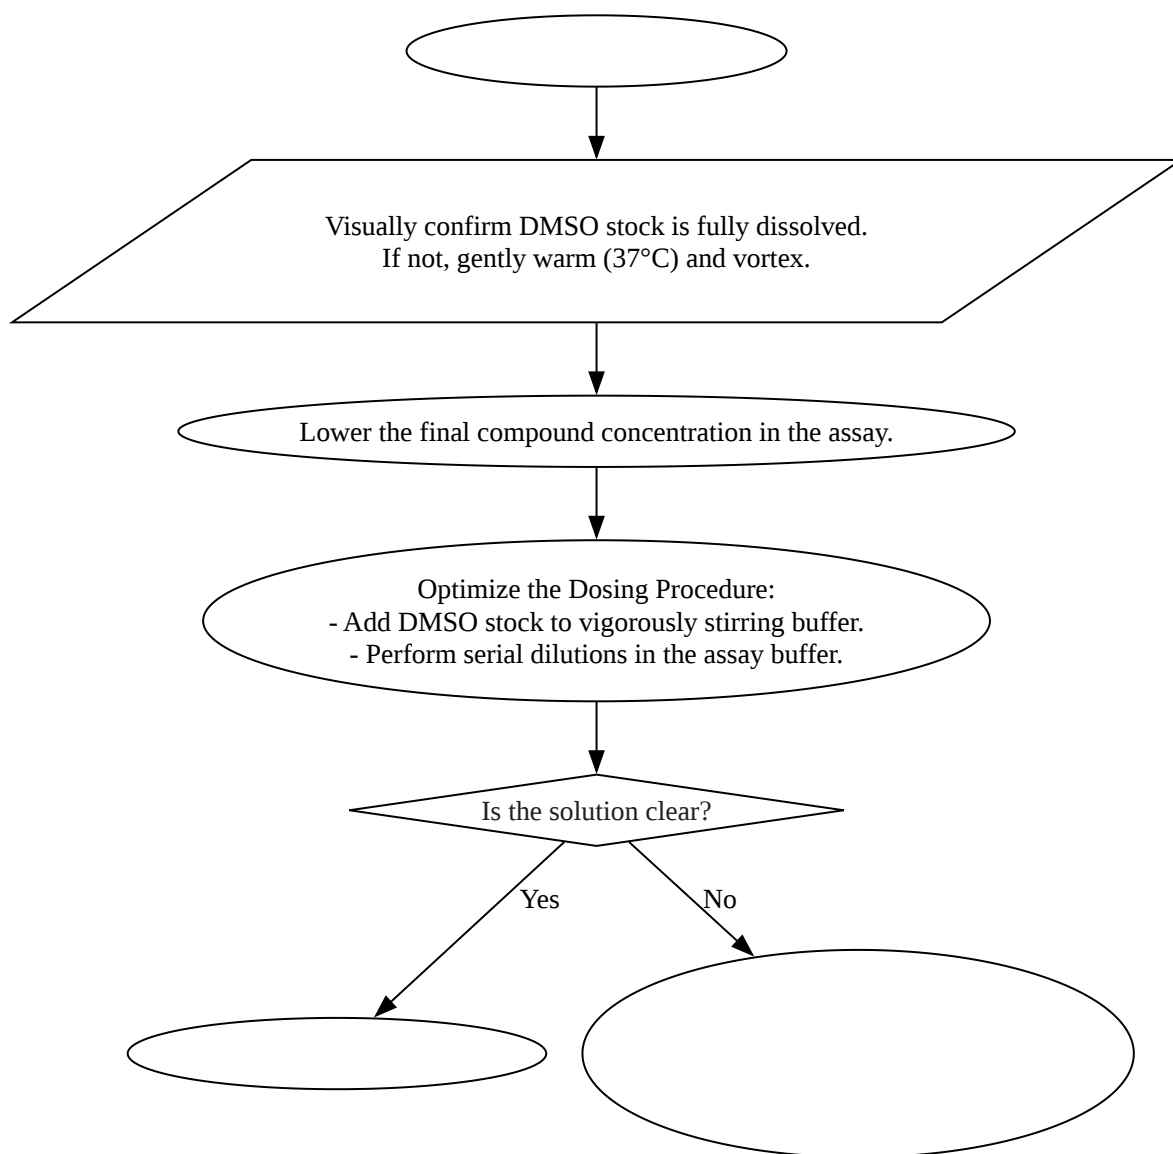 Visually confirm DMSO stock is fully dissolved.
If not, gently warm (37°C) and vortex.
Lower the final compound concentration in the assay.
Optimize the Dosing Procedure:
- Add DMSO stock to vigorously stirring buffer.
- Perform serial dilutions in the assay buffer.
Is the solution clear?
Yes
No